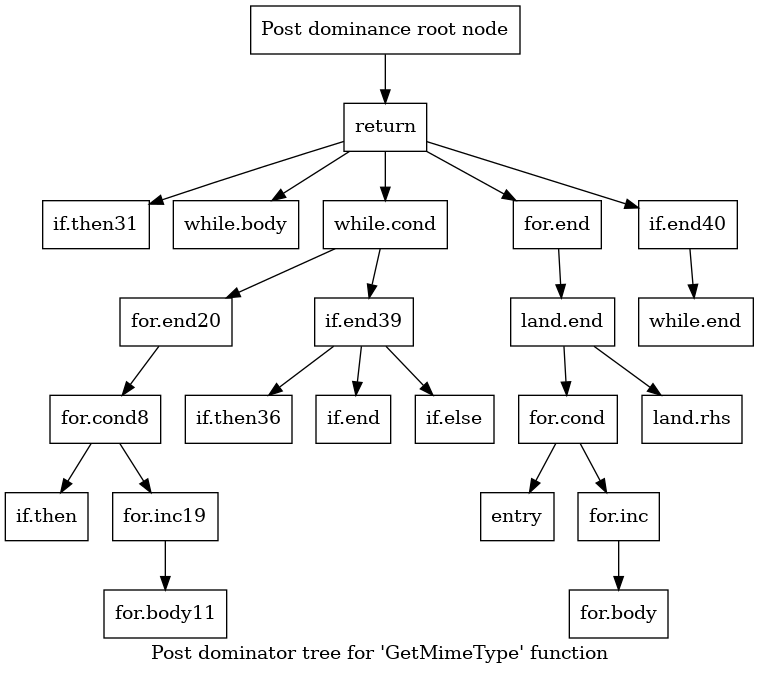 Post dominance root node
return
if.then31
while.body
while.cond
for.end
if.end40
for.end20
if.end39
land.end
while.end
for.cond8
if.then36
if.end
if.else
for.cond
land.rhs
if.then
for.inc19
entry
for.inc
for.body11
for.body
Post dominator tree for 'GetMimeType' function